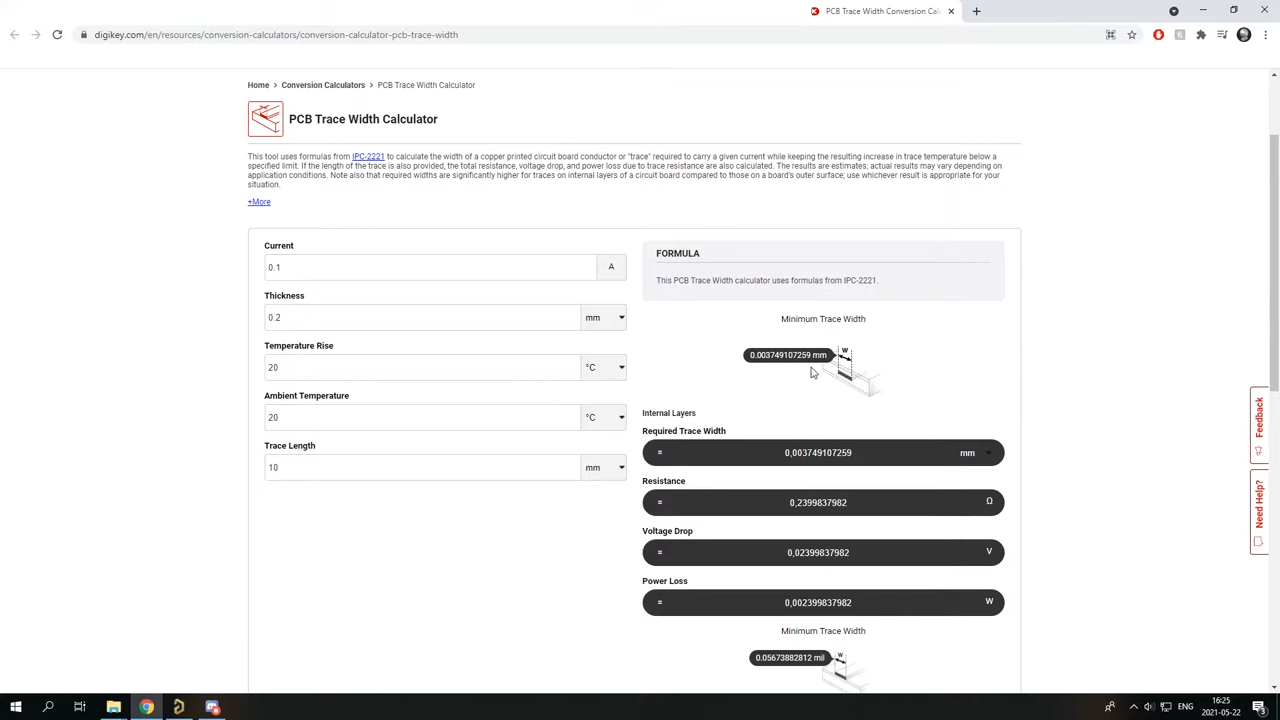 PCB Trace Width Conversion Cal
digikey.com/en/resources/conversion-calculators/conversion-calculator-pcb-trace-width
Home > Conversion Calculators > PCB Trace Width Calculator
PCB Trace Width Calculator
This tool uses formulas from IPC-2221 to calculate the width of a copper printed circuit board conductor or "trace" required to carry a given current while keeping the resulting increase in trace temperature below a
specified limit. If the length of the trace is also provided, the total resistance, voltage drop, and power loss due to trace resistance are also calculated. The results are estimates; actual results may vary depending on
application conditions. Note also that required widths are significantly higher for traces on internal layers of a circuit board compared to those on a board's outer surface; use whichever result is appropriate for your
situation.
+More
Current
0.1 A
Thickness
0.2 mm
Temperature Rise
20 °C
Ambient Temperature
20 °C
Trace Length
10 mm
FORMULA
This PCB Trace Width calculator uses formulas from IPC-2221.
Minimum Trace Width
W
0.003749107259 mm
Internal Layers
Required Trace Width
= 0,003749107259 mm
Resistance
= 0,2399837982 Ω
Voltage Drop
= 0,02399837982 V
Power Loss
= 0,002399837982 W
Minimum Trace Width
W
0.05673882812 mil
Feedback
Need Help?
ENG
16:25
2021-05-22
3